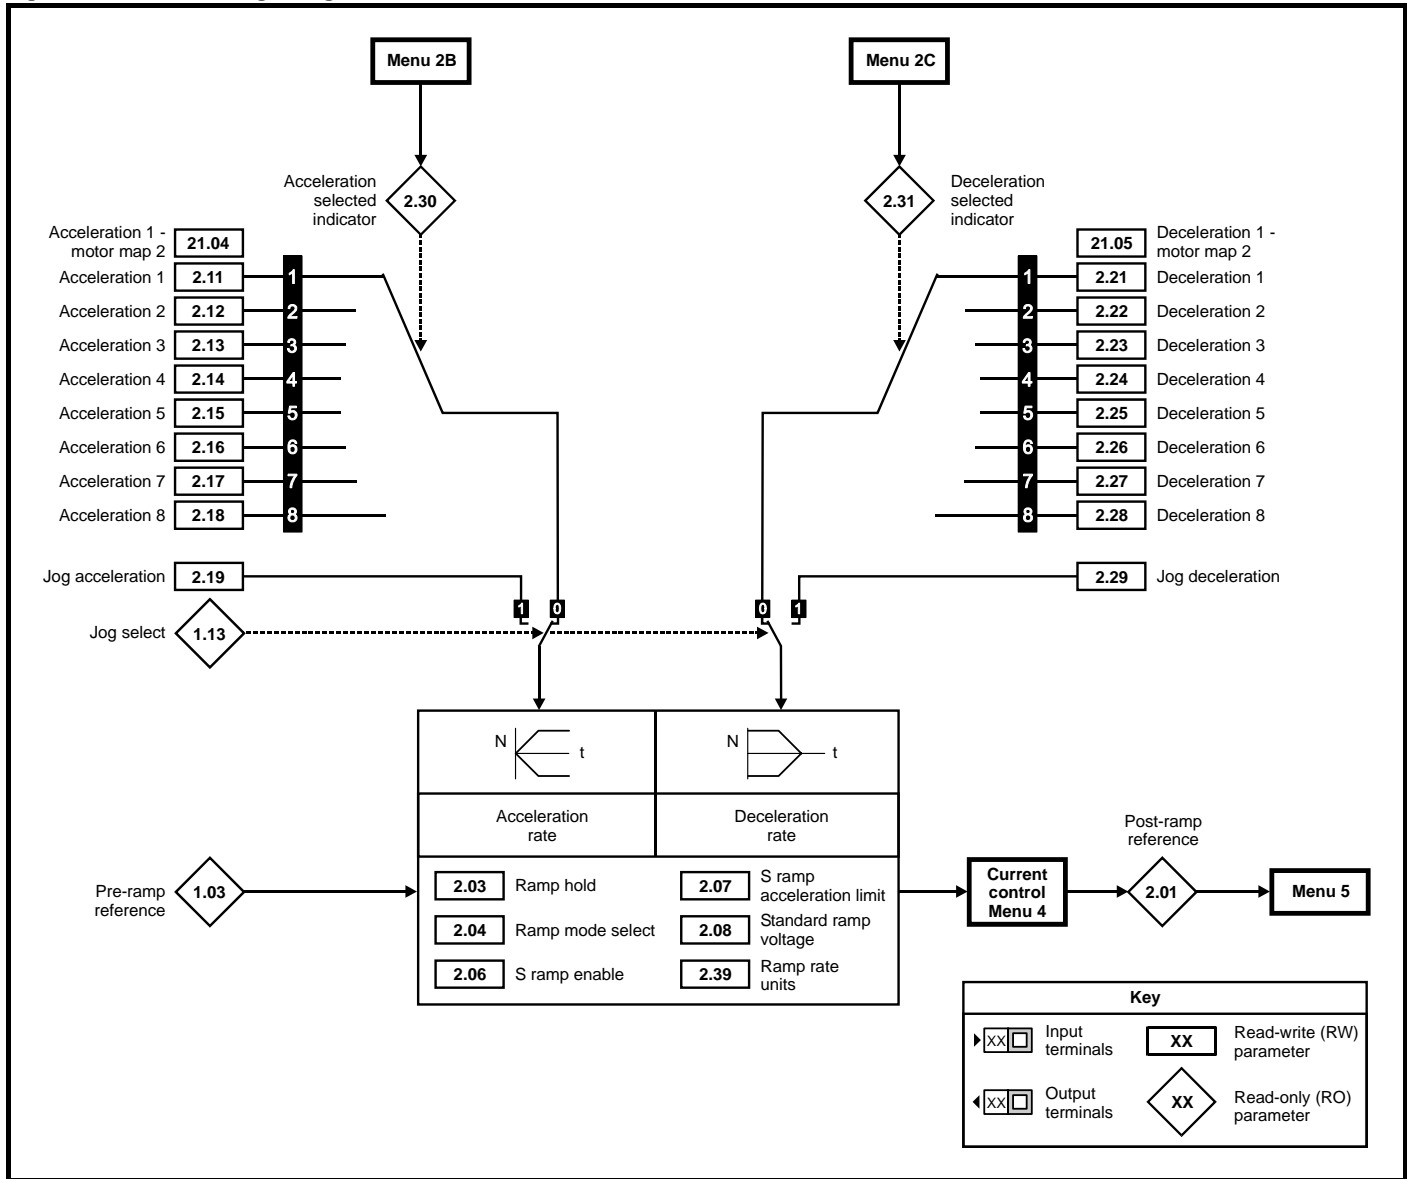 Menu 2B
Menu 2C
Acceleration
selected
indicator
2.30
2.31
Deceleration
selected
indicator
Acceleration 1 -
motor map 2
21.04
Acceleration 1
2.11
1
Acceleration 2
2.12
2
Acceleration 3
2.13
3
Acceleration 4
2.14
4
Acceleration 5
2.15
5
Acceleration 6
2.16
6
Acceleration 7
2.17
7
Acceleration 8
2.18
8
21.05
Deceleration 1 -
motor map 2
1
2.21
Deceleration 1
2
2.22
Deceleration 2
3
2.23
Deceleration 3
4
2.24
Deceleration 4
5
2.25
Deceleration 5
6
2.26
Deceleration 6
7
2.27
Deceleration 7
8
2.28
Deceleration 8
Jog acceleration
2.19
2.29
Jog deceleration
1
0
0
1
Jog select
1.13
N
t
N
t
Acceleration
rate
Deceleration
rate
Pre-ramp
reference
1.03
2.03
Ramp hold
2.04
Ramp mode select
2.06
S ramp enable
2.07
S ramp
acceleration limit
2.08
Standard ramp
voltage
2.39
Ramp rate
units
Current
control
Menu 4
Post-ramp
reference
2.01
Menu 5
Key
XX
Input
terminals
XX
Read-write (RW)
parameter
XX
Output
terminals
XX
Read-only (RO)
parameter